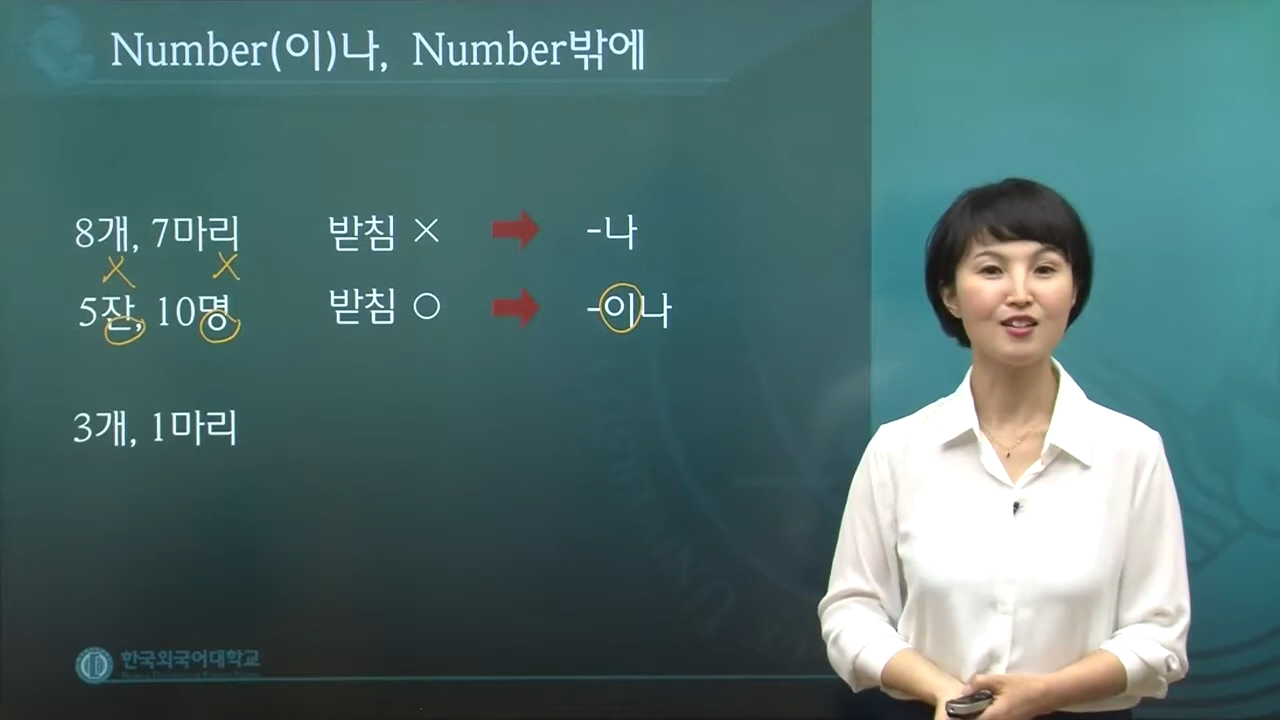 Number(이)나, Number밖에
8개, 7마리 받침 × -나
5잔, 10명 받침 ○ -이나
3개, 1마리
한국외국어대학교